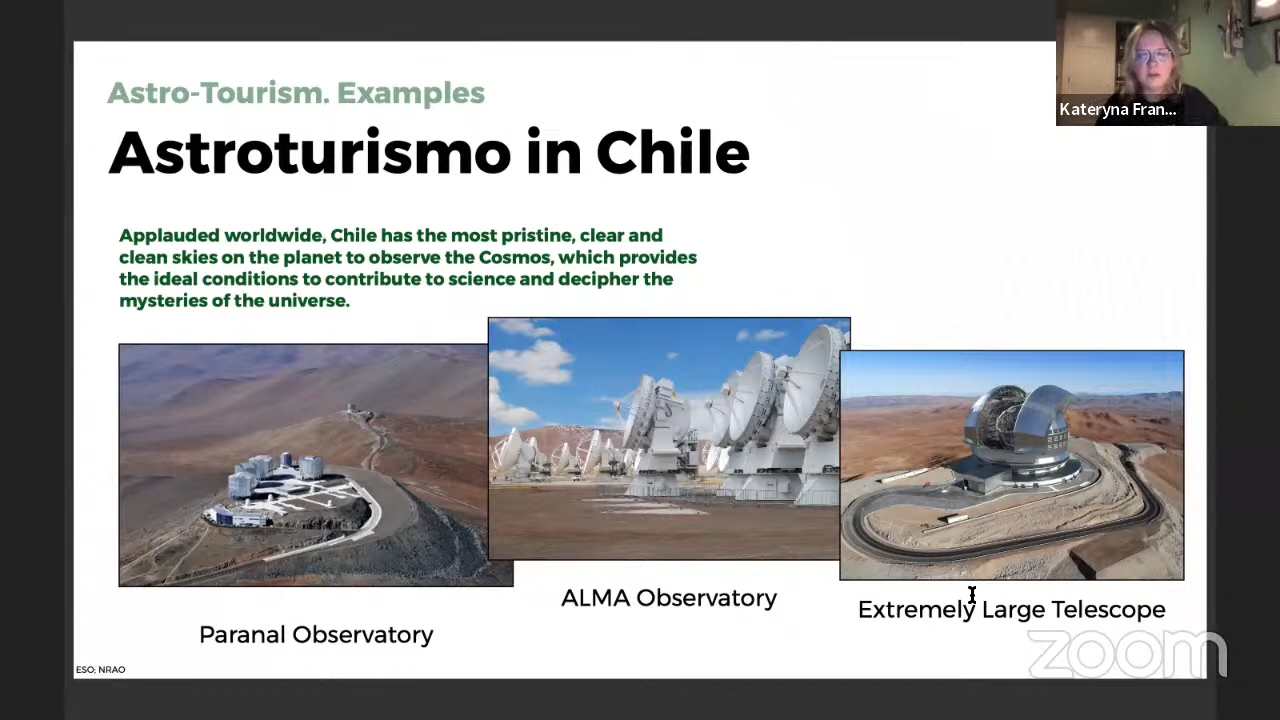 Astro-Tourism. Examples
Astroturismo in Chile
Kateryna Fran...
Applauded worldwide, Chile has the most pristine, clear and
clean skies on the planet to observe the Cosmos, which provides
the ideal conditions to contribute to science and decipher the
mysteries of the universe.
Paranal Observatory
ALMA Observatory
Extremely Large Telescope
ESO; NRAO
zoom